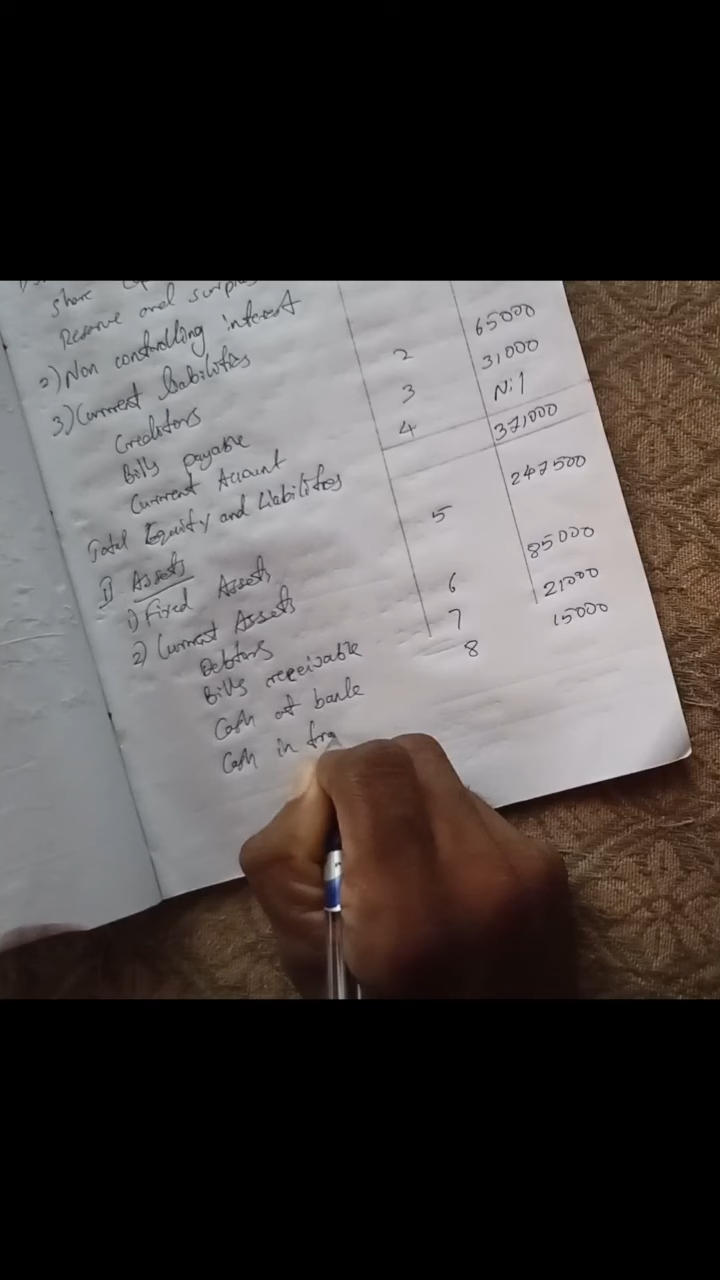 share
Reserve and surplus
2) Non controlling interest
3) Current liabilities
Creditors 2 65000
Bills payable 3 31000
Current Account 4 Nil
Total Equity and Liabilities 371000
II Assets
1) Fixed Assets 5 247500
2) Current Assets
Debtors 6 85000
Bills receivable 7 21000
Cash at bank 8 15000
Cash in tra